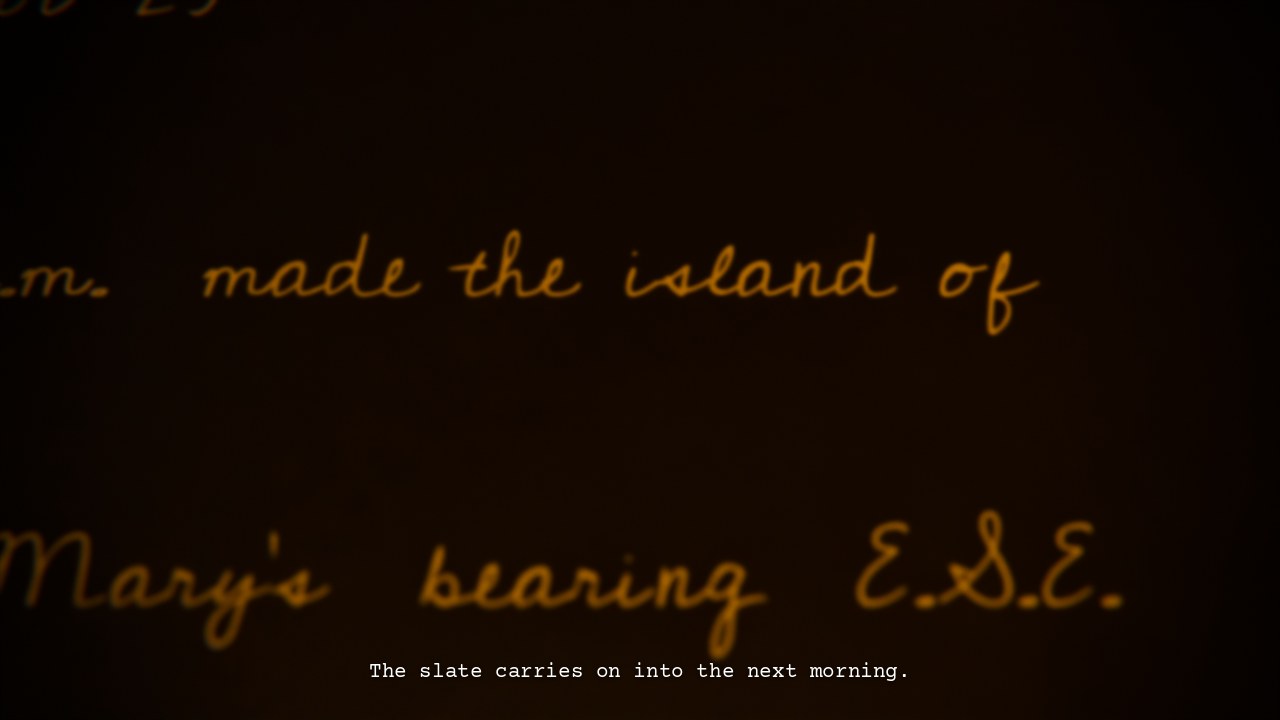 .m. made the island of
Mary's bearing E.S.E.
The slate carries on into the next morning.